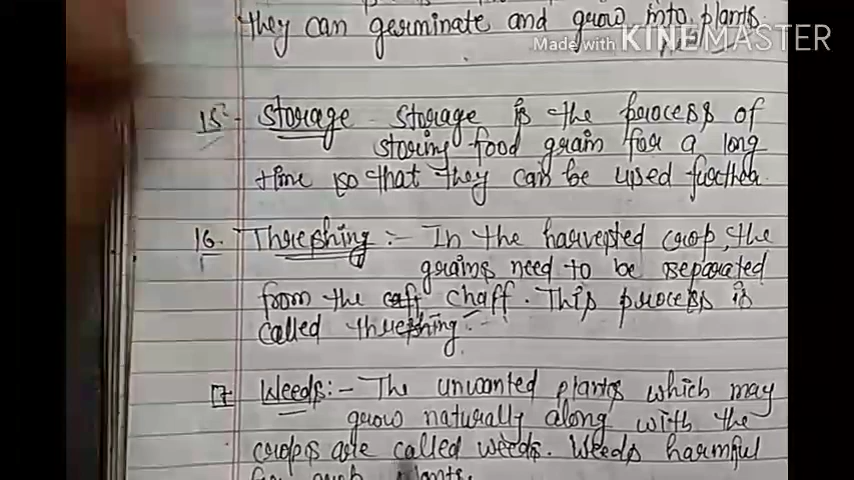 they can germinate and grow into plants.
Made with KINEMASTER
15:- Storage Storage is the process of
storing food grain for a long
time so that they can be used further.
16. Threshing :- In the harvested crop, the
grains need to be separated
from the chaff. This process is
called threshing.
17 Weeds:- The unwanted plants which may
grow naturally along with the
crops are called weeds. Weeds harmful
plants.